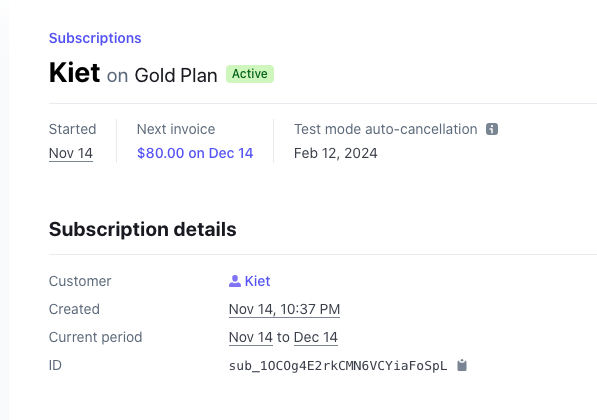 Subscriptions
Kiet on Gold Plan Active
Started Next invoice Test mode auto-cancellation
Nov 14 $80.00 on Dec 14 Feb 12, 2024
Subscription details
Customer Kiet
Created Nov 14, 10:37 PM
Current period Nov 14 to Dec 14
ID sub_1OCOg4E2rkCMN6VCYiaFoSpL